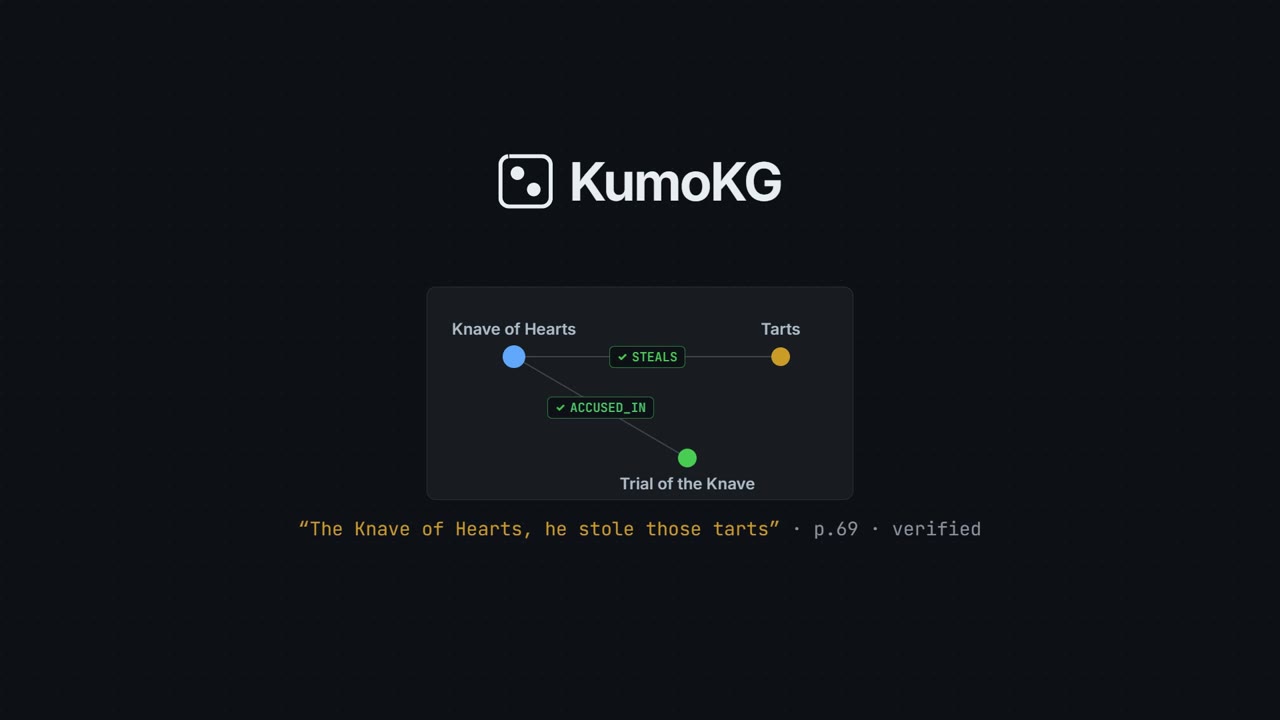 KumoKG
Knave of Hearts
Tarts
✓ STEALS
✓ ACCUSED_IN
Trial of the Knave
“The Knave of Hearts, he stole those tarts” · p.69 · verified